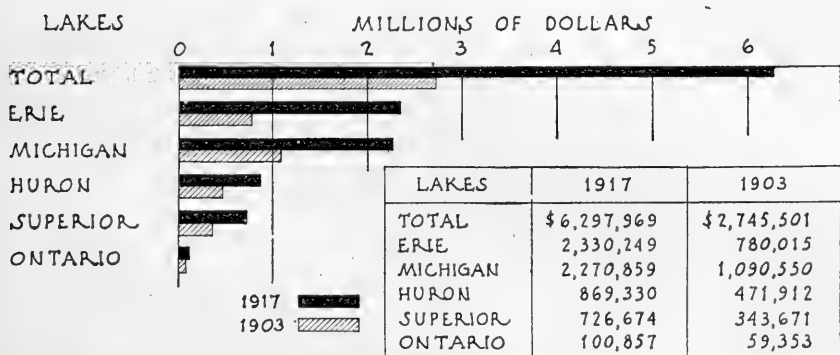 LAKES MILLIONS OF DOLLARS
0 1 2 3 4 5 6
TOTAL
ERIE
MICHIGAN
HURON
SUPERIOR
ONTARIO
1917
1903
LAKES 1917 1903
TOTAL $6,297,969 $2,745,501
ERIE 2,330,249 780,015
MICHIGAN 2,270,859 1,090,550
HURON 869,330 471,912
SUPERIOR 726,674 343,671
ONTARIO 100,857 59,353